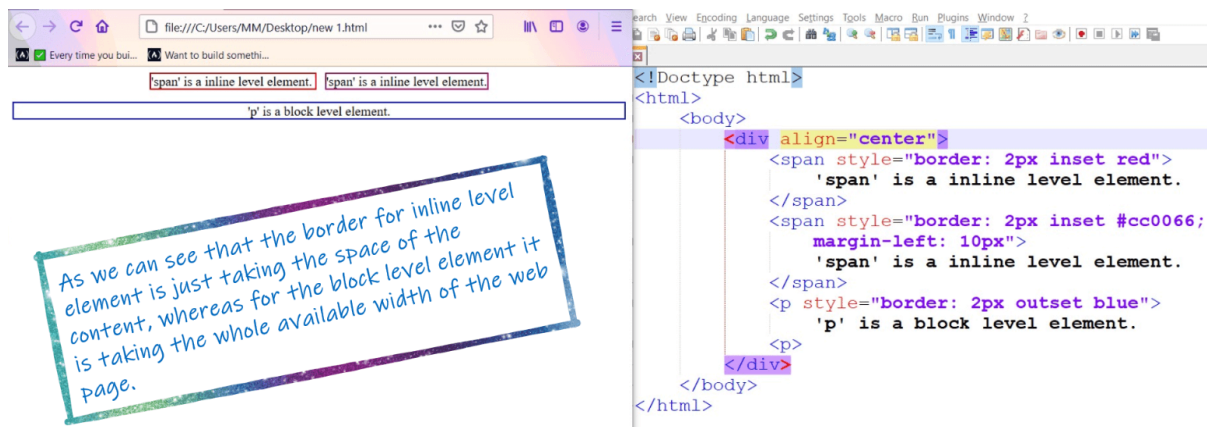 file:///C:/Users/MM/Desktop/new 1.html
Every time you bui...
Want to build somethi...
'span' is a inline level element. 'span' is a inline level element.
'p' is a block level element.
As we can see that the border for inline level
element is just taking the space of the
content, whereas for the block level element it
is taking the whole available width of the web
page.
earch View Encoding Language Settings Tools Macro Run Plugins Window ?
<!Doctype html>
<html>
<body>
<div align="center">
<span style="border: 2px inset red">
'span' is a inline level element.
</span>
<span style="border: 2px inset #cc0066;
margin-left: 10px">
'span' is a inline level element.
</span>
<p style="border: 2px outset blue">
'p' is a block level element.
<p>
</div>
</body>
</html>